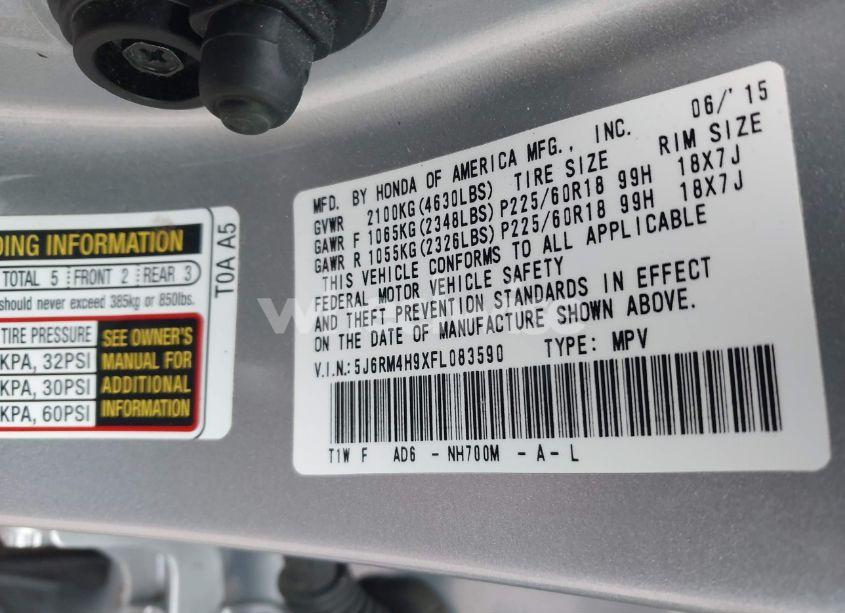 MFD. BY HONDA OF AMERICA MFG., INC. 06/'15
GVWR 2100KG(4630LBS) TIRE SIZE RIM SIZE
GAWR F 1065KG(2348LBS) P225/60R18 99H 18X7J
GAWR R 1055KG(2326LBS) P225/60R18 99H 18X7J
THIS VEHICLE CONFORMS TO ALL APPLICABLE
FEDERAL MOTOR VEHICLE SAFETY
AND THEFT PREVENTION STANDARDS IN EFFECT
ON THE DATE OF MANUFACTURE SHOWN ABOVE.
V.I.N.: 5J6RM4H9XFL083590 TYPE: MPV
T1W F AD6 - NH700M - A - L
DING INFORMATION
TOTAL 5 FRONT 2 REAR 3
should never exceed 385kg or 850lbs.
TIRE PRESSURE
KPA, 32PSI
KPA, 30PSI
KPA, 60PSI
SEE OWNER'S
MANUAL FOR
ADDITIONAL
INFORMATION
T0A A5